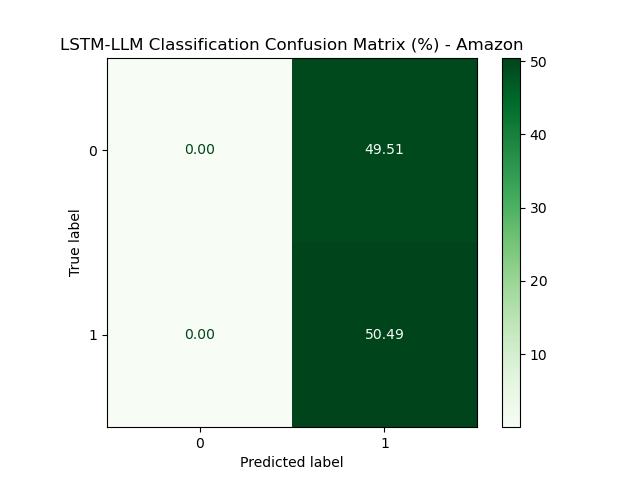 LSTM-LLM Classification Confusion Matrix (%) - Amazon
50
0 0.00 49.51
40
True label
30
20
1 0.00 50.49
10
0 1
Predicted label